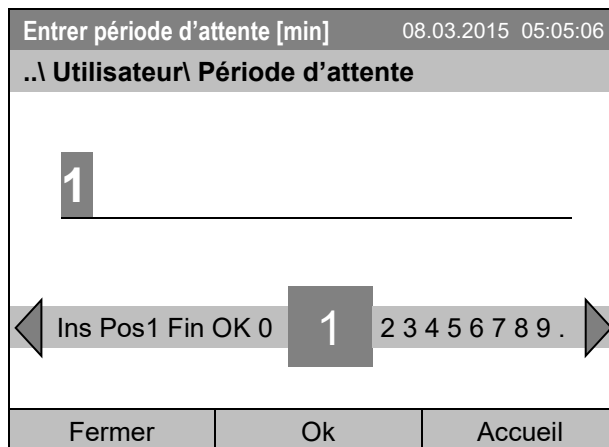 Entrer période d’attente [min] 08.03.2015 05:05:06
..\ Utilisateur\ Période d’attente
1
Ins Pos1 Fin OK 0 1 2 3 4 5 6 7 8 9 .
Fermer Ok Accueil